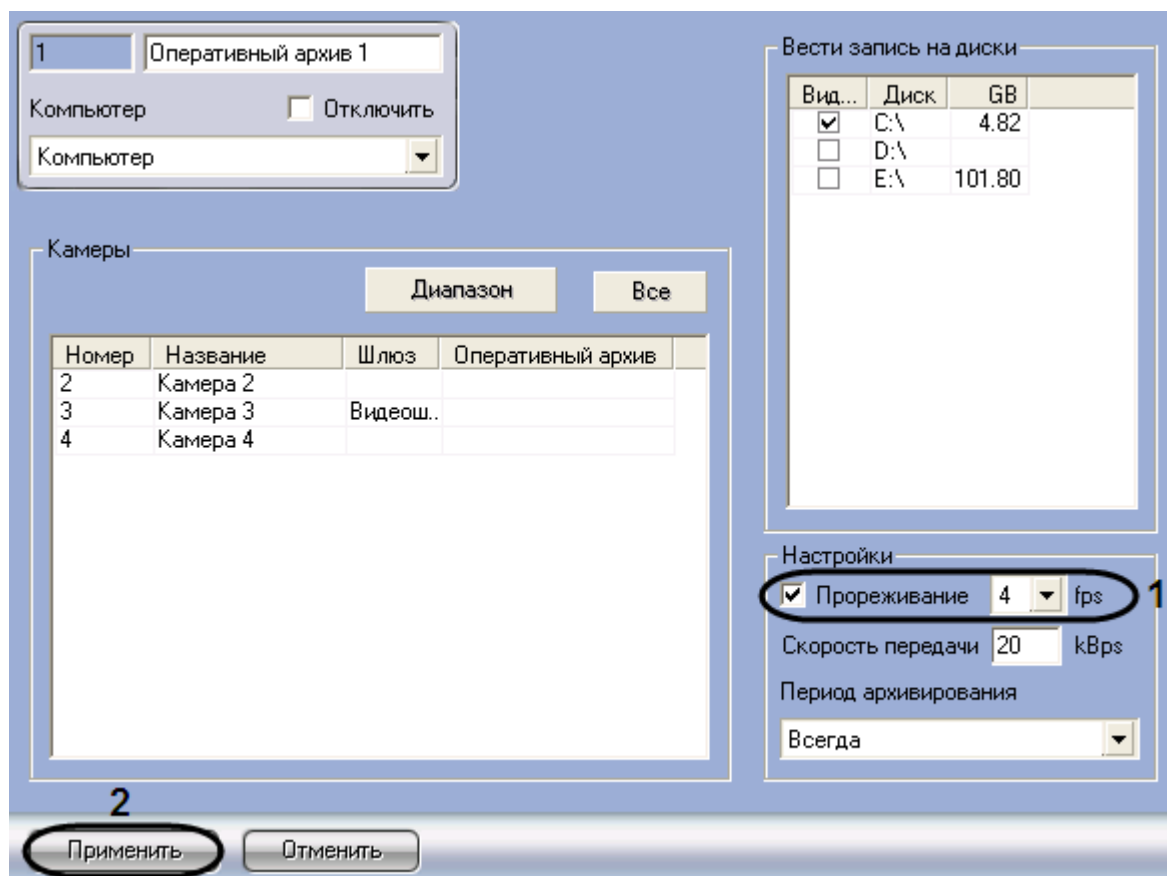 1 Оперативный архив 1
Компьютер Отключить
Компьютер
Вести запись на диски
Вид... Диск GB
C:\ 4.82
D:\
E:\ 101.80
Камеры
Диапазон Все
Номер Название Шлюз Оперативный архив
2 Камера 2
3 Камера 3 Видеош..
4 Камера 4
Настройки
Прореживание 4 fps 1
Скорость передачи 20 kBps
Период архивирования
Всегда
2
Применить Отменить